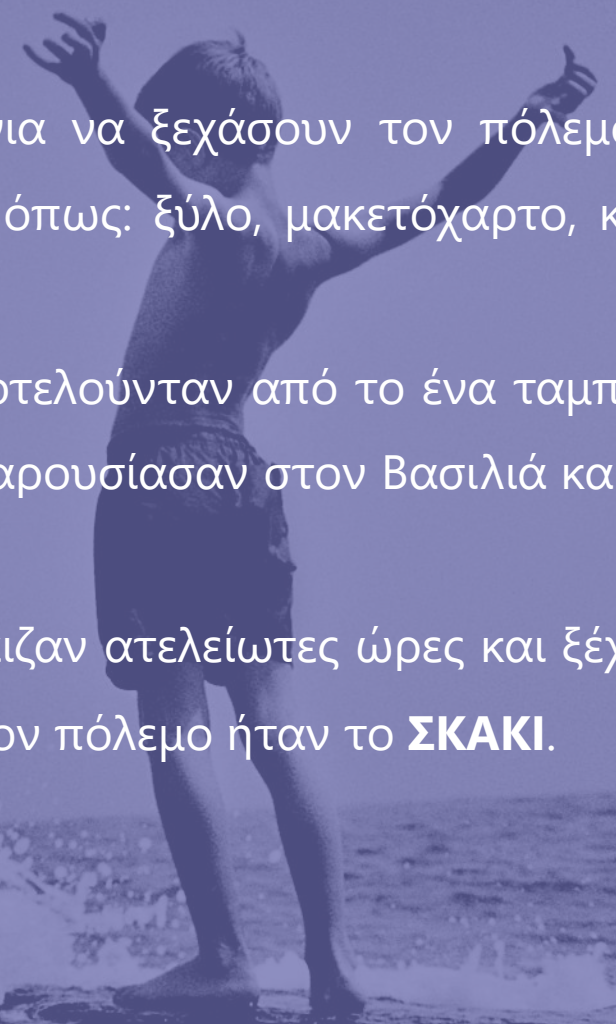 για να ξεχάσουν τον πόλεμο
όπως: ξύλο, μακετόχαρτο, κ
οτελούνταν από το ένα ταμπ
αρουσίασαν στον Βασιλιά κα
ιζαν ατελείωτες ώρες και ξέχ
ον πόλεμο ήταν το ΣΚΑΚΙ.